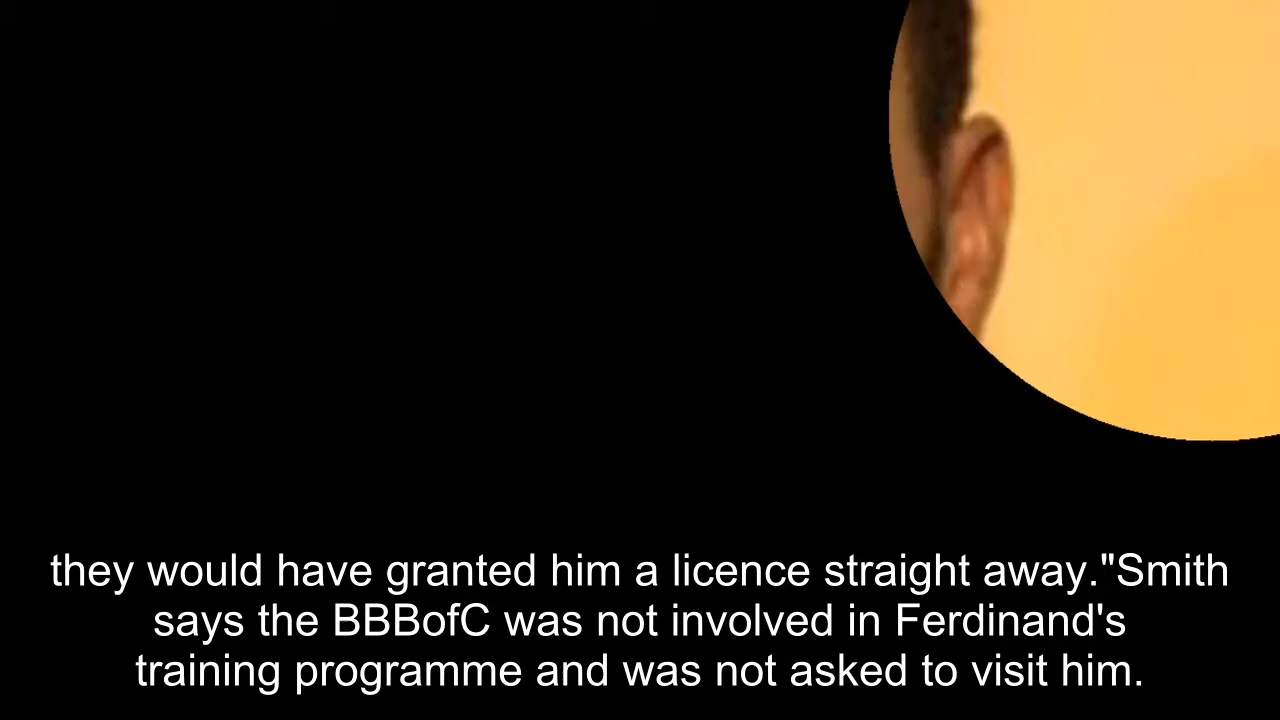 they would have granted him a licence straight away."Smith
says the BBBofC was not involved in Ferdinand's
training programme and was not asked to visit him.